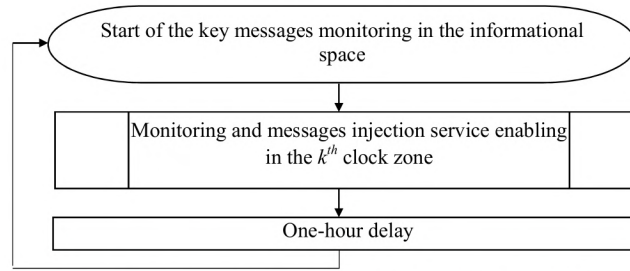 Start of the key messages monitoring in the informational
space
Monitoring and messages injection service enabling
in the kth clock zone
One-hour delay